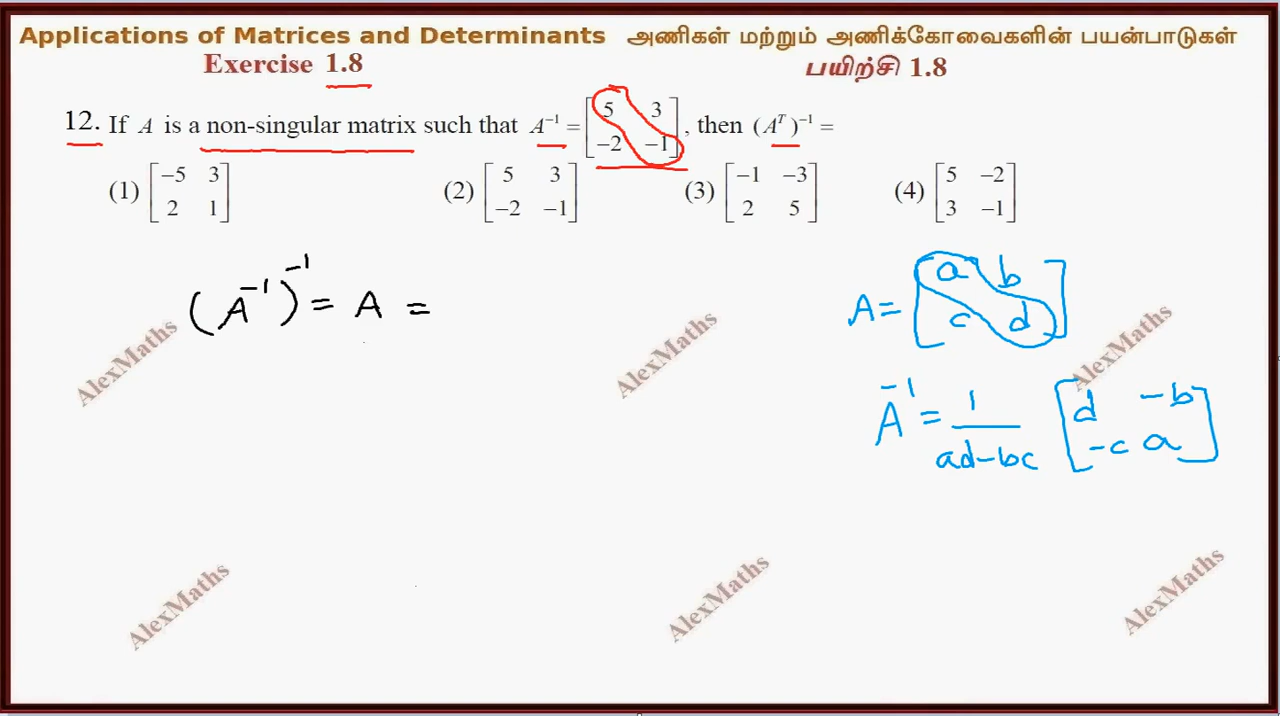 Applications of Matrices and Determinants அணிகள் மற்றும் அணிக்கோவைகளின் பயன்பாடுகள்
Exercise 1.8 பயிற்சி 1.8
12. If A is a non-singular matrix such that A⁻¹ = [5 3; −2 −1], then (Aᵀ)⁻¹ =
(1) [−5 3; 2 1] (2) [5 3; −2 −1] (3) [−1 −3; 2 5] (4) [5 −2; 3 −1]
(A⁻¹)⁻¹ = A =
A = [a b; c d]
A⁻¹ = 1/(ad−bc) [d −b; −c a]
AlexMaths
AlexMaths
AlexMaths
AlexMaths
AlexMaths
AlexMaths